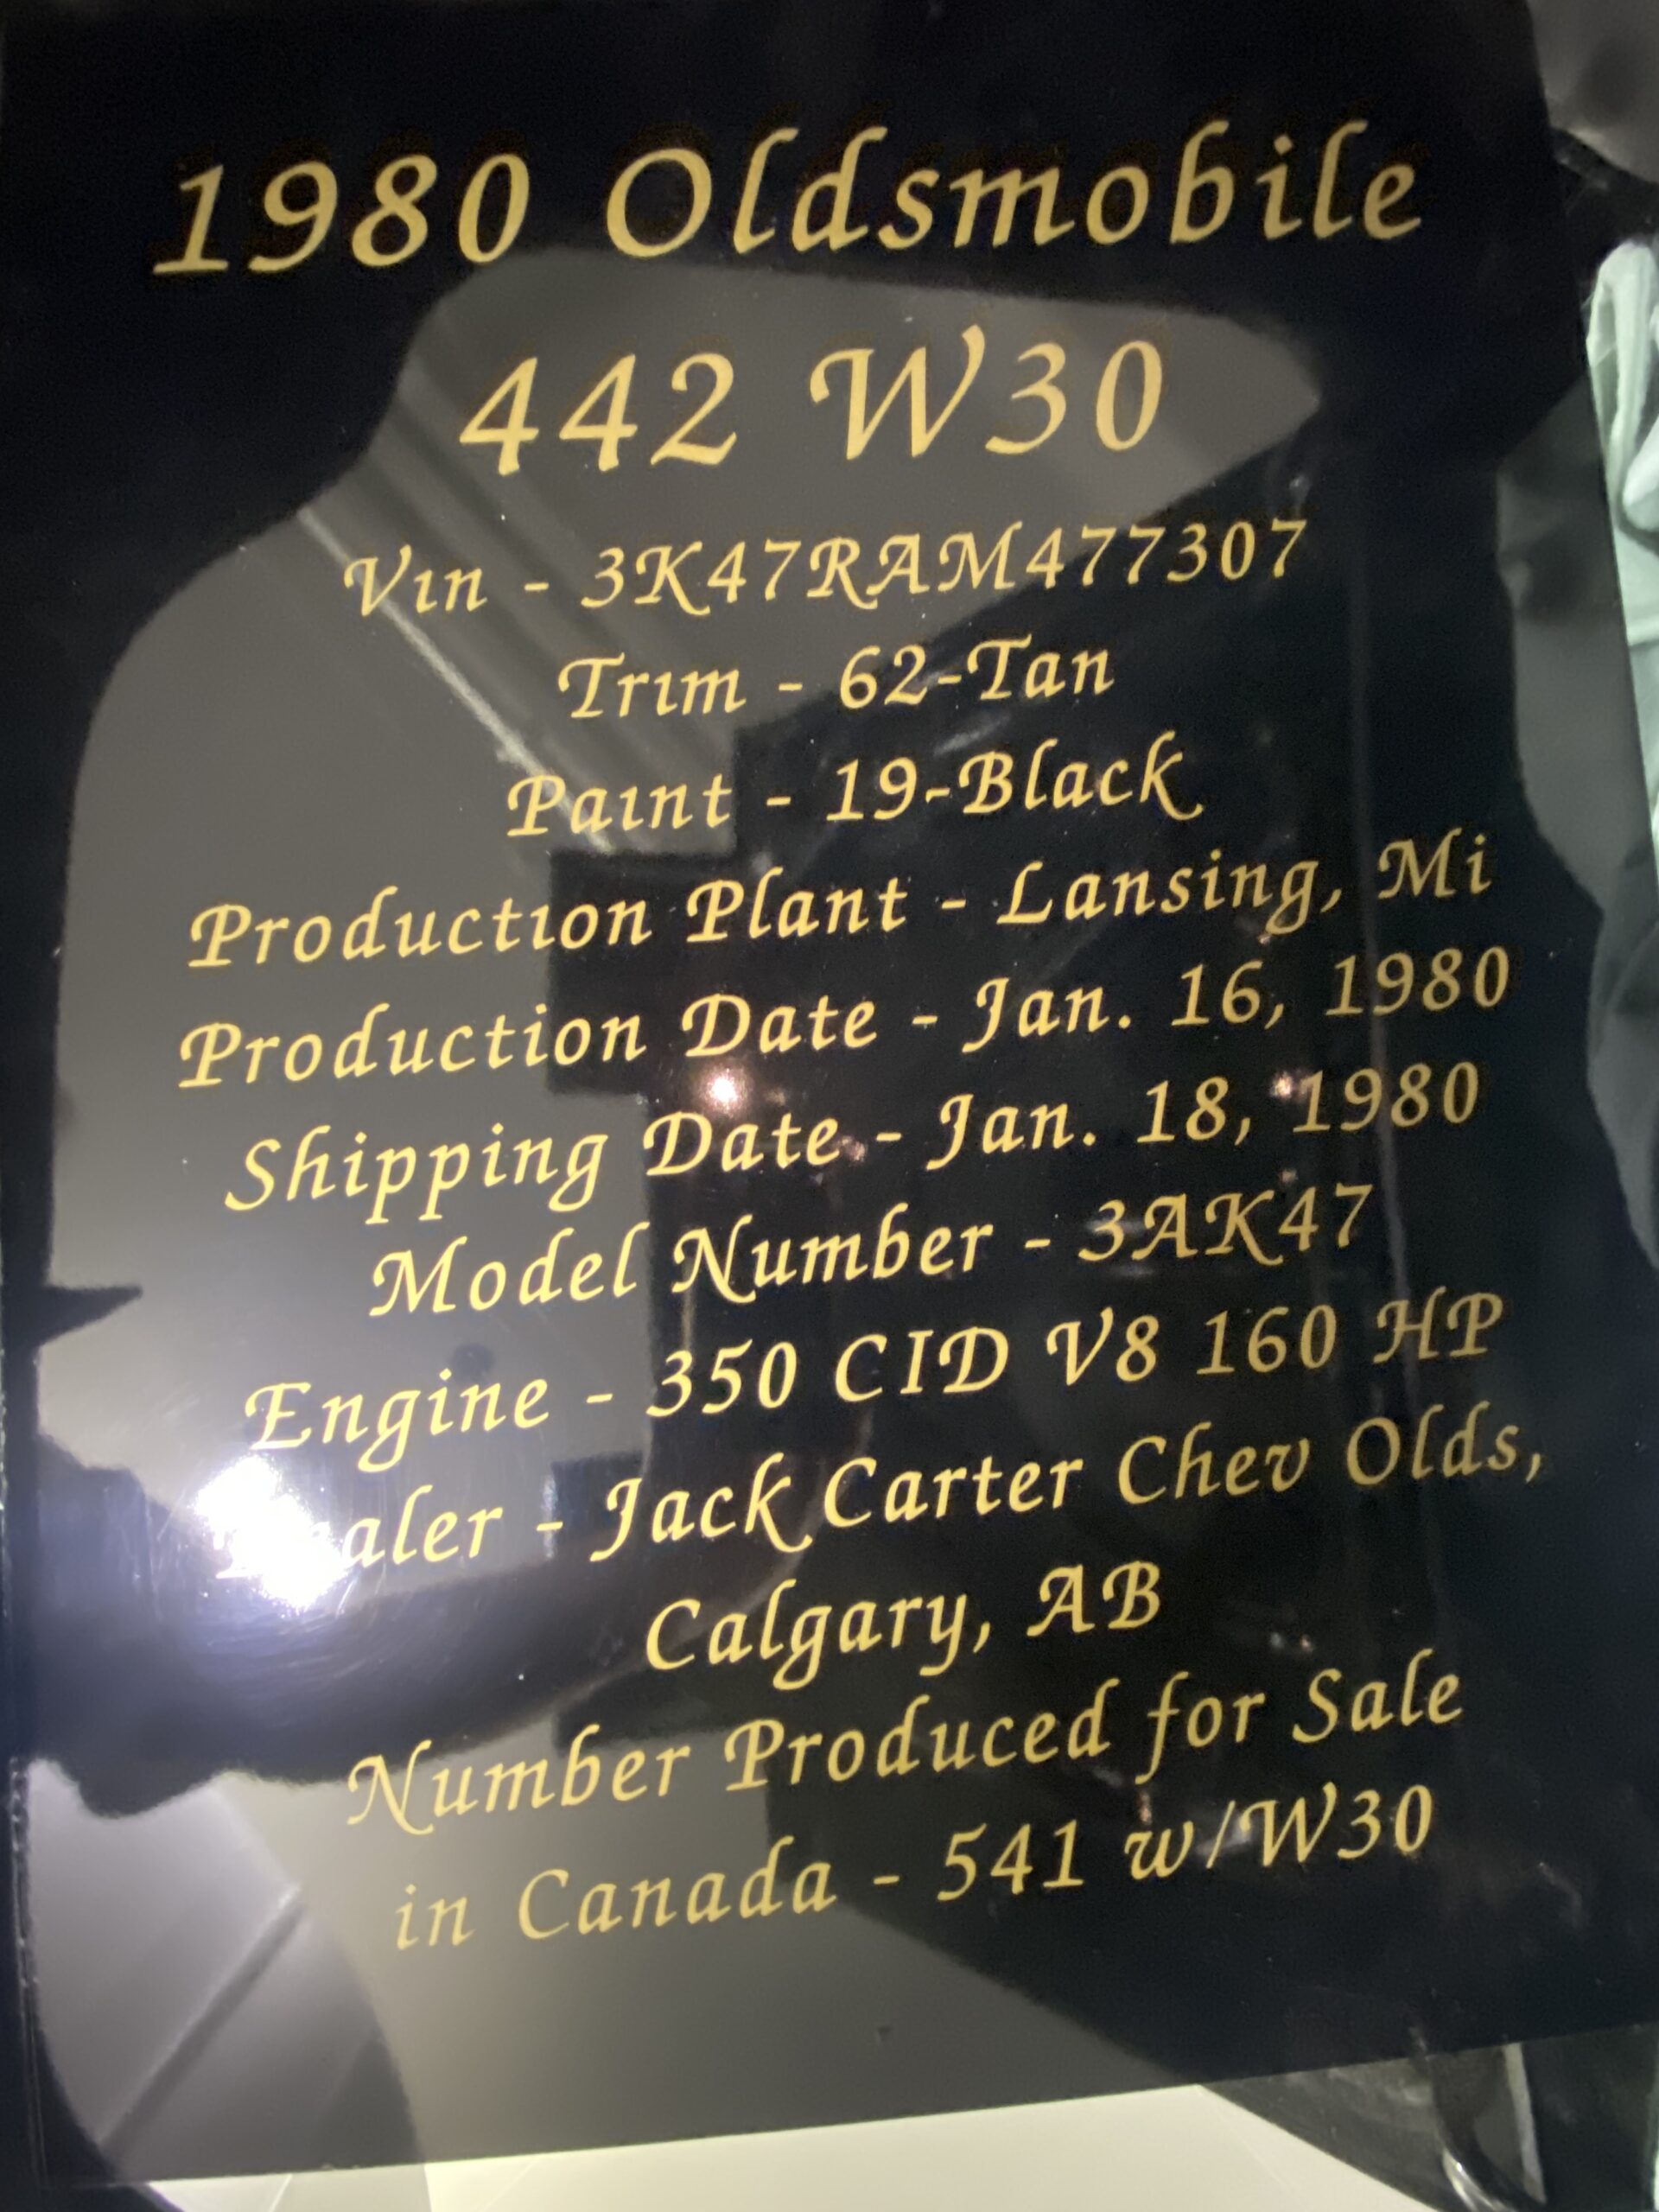 1980 Oldsmobile
442 W30
Vin - 3K47RAM477307
Trim - 62-Tan
Paint - 19-Black
Production Plant - Lansing, Mi
Production Date - Jan. 16, 1980
Shipping Date - Jan. 18, 1980
Model Number - 3AK47
Engine - 350 CID V8 160 HP
Dealer - Jack Carter Chev Olds,
Calgary, AB
Number Produced for Sale
in Canada - 541 w/W30